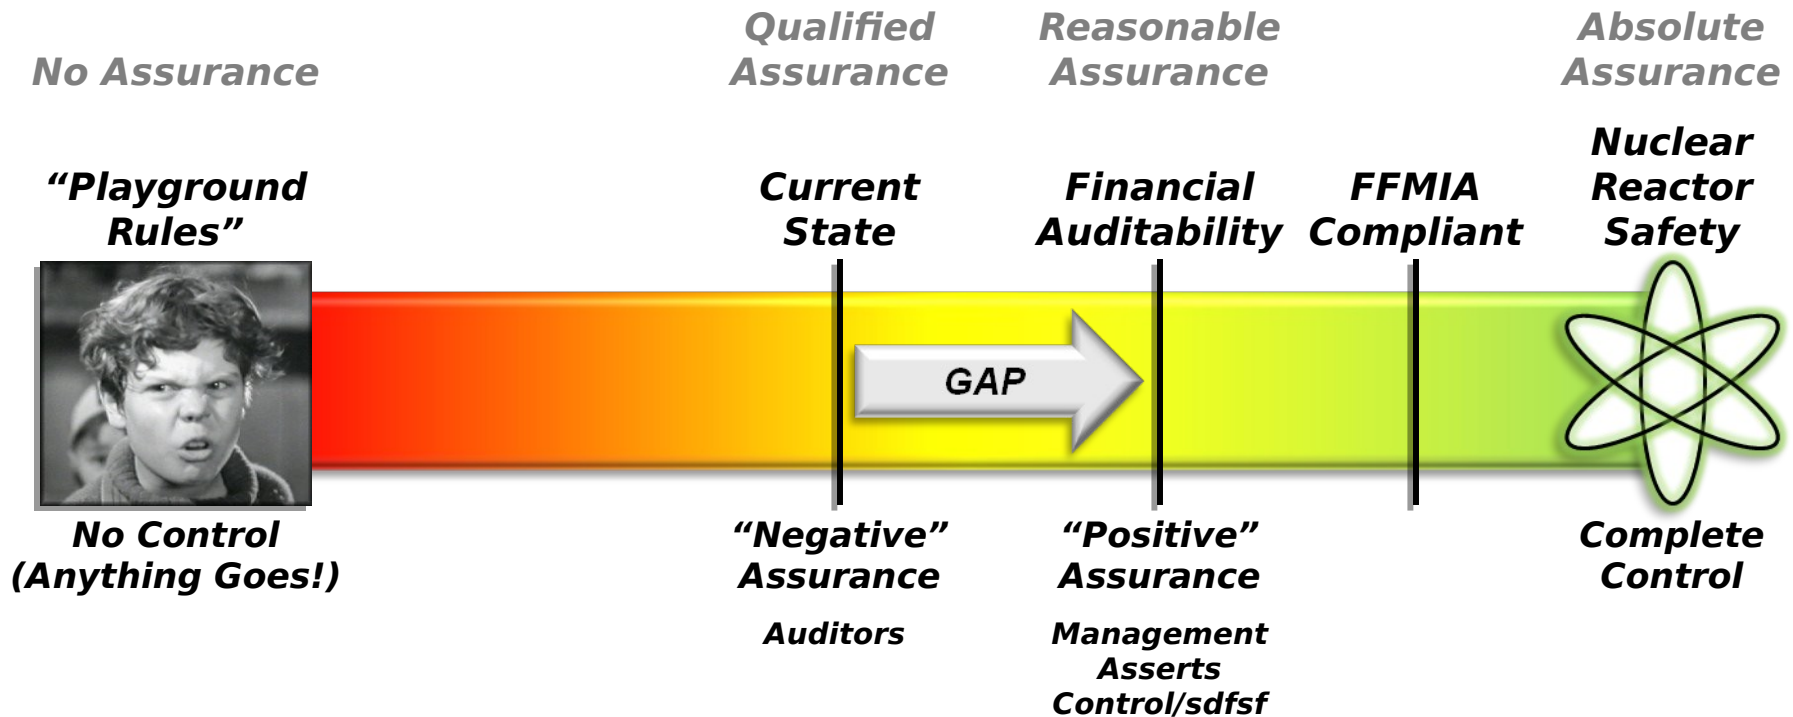 No Assurance
Qualified
Assurance
Reasonable
Assurance
Absolute
Assurance
“Playground
Rules”
Current
State
Financial
Auditability
FFMIA
Compliant
Nuclear
Reactor
Safety
GAP
No Control
(Anything Goes!)
“Negative”
Assurance
Auditors
“Positive”
Assurance
Management
Asserts
Control/sdfsf
Complete
Control